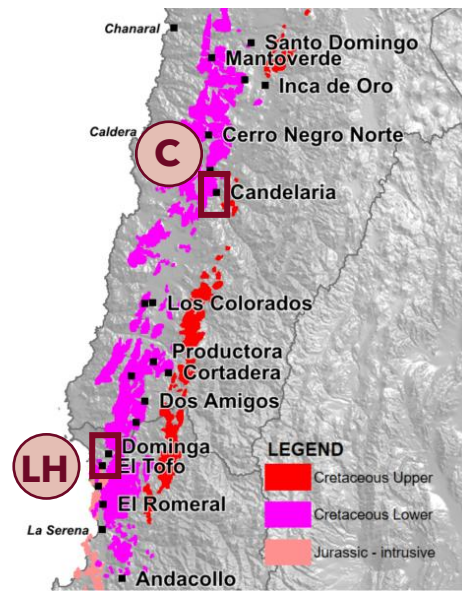 Chanaral
Santo Domingo
Mantoverde
Inca de Oro
Caldera
Cerro Negro Norte
C
Candelaria
Los Colorados
Productora
Cortadera
Dos Amigos
Dominga
LH
El Tofo
El Romeral
La Serena
Andacollo
LEGEND
Cretaceous Upper
Cretaceous Lower
Jurassic - intrusive